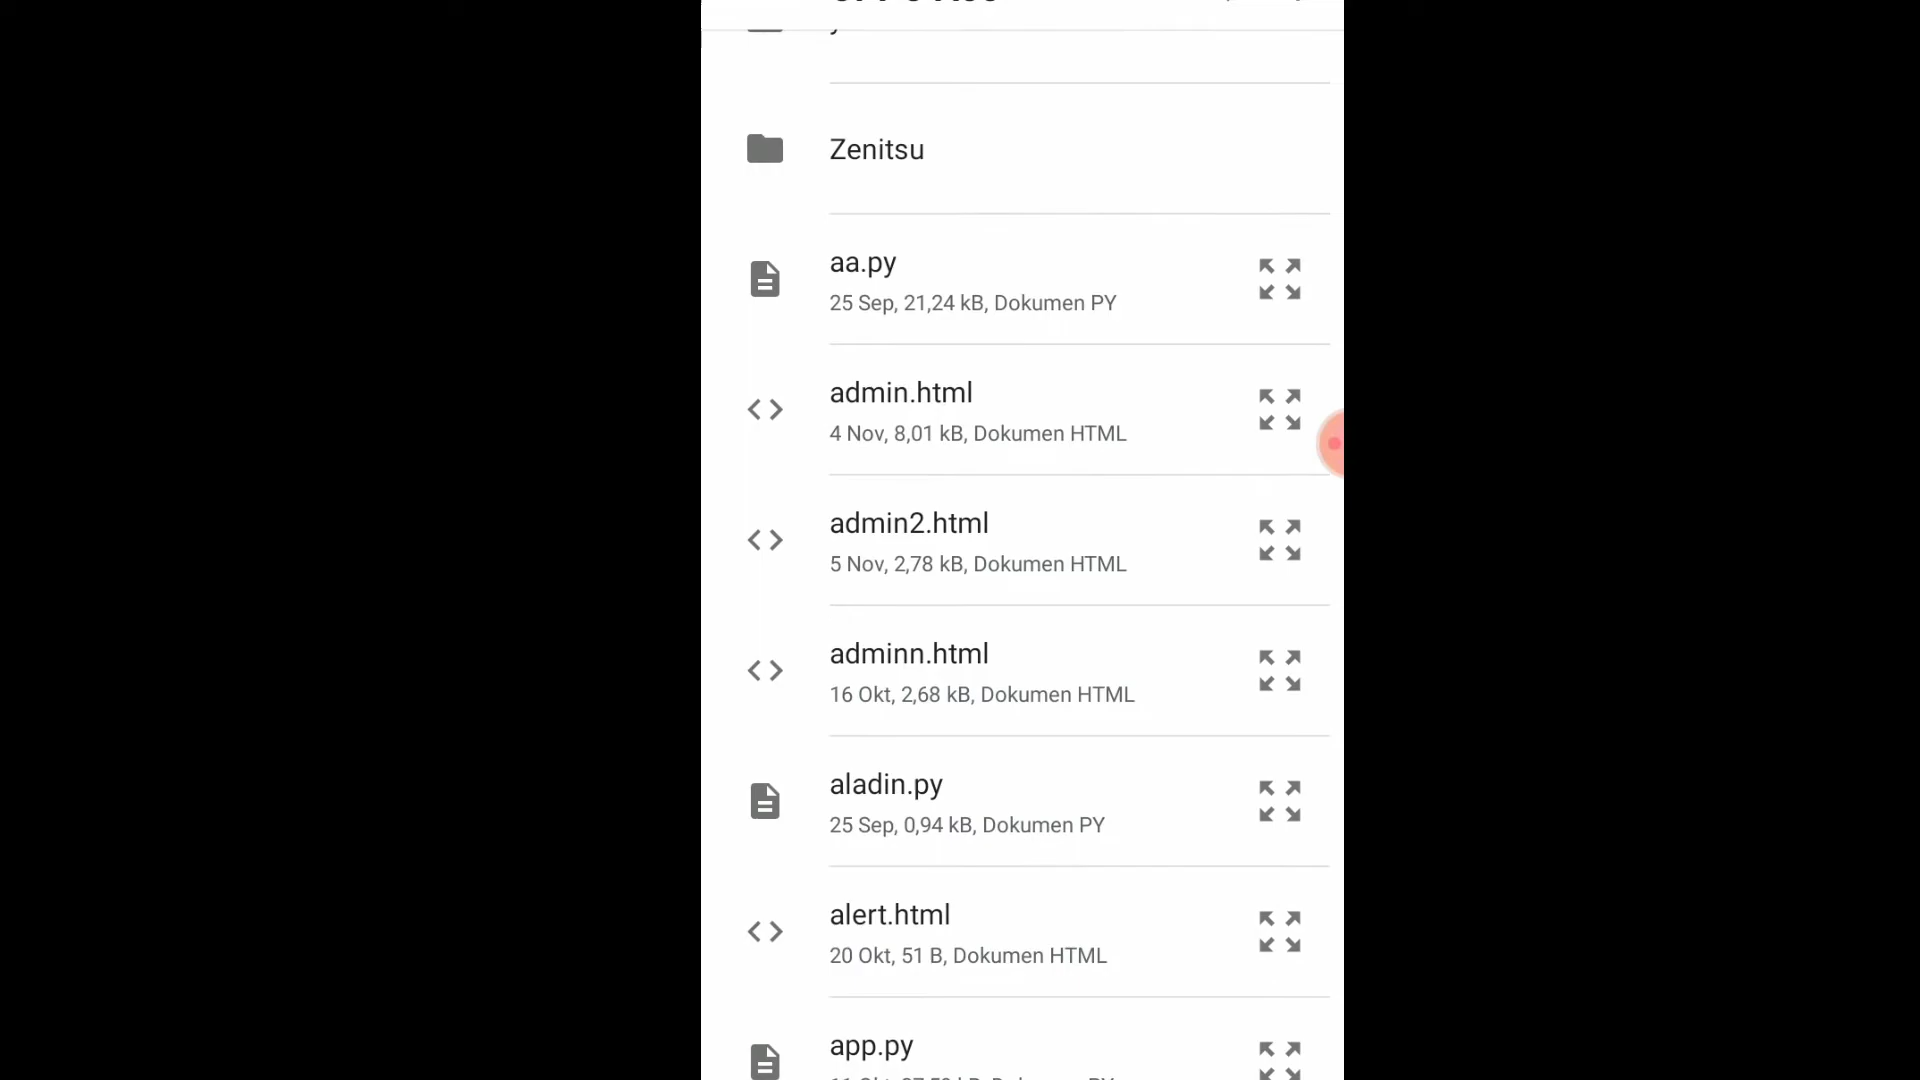 Zenitsu
aa.py
25 Sep, 21,24 kB, Dokumen PY
admin.html
4 Nov, 8,01 kB, Dokumen HTML
admin2.html
5 Nov, 2,78 kB, Dokumen HTML
adminn.html
16 Okt, 2,68 kB, Dokumen HTML
aladin.py
25 Sep, 0,94 kB, Dokumen PY
alert.html
20 Okt, 51 B, Dokumen HTML
app.py